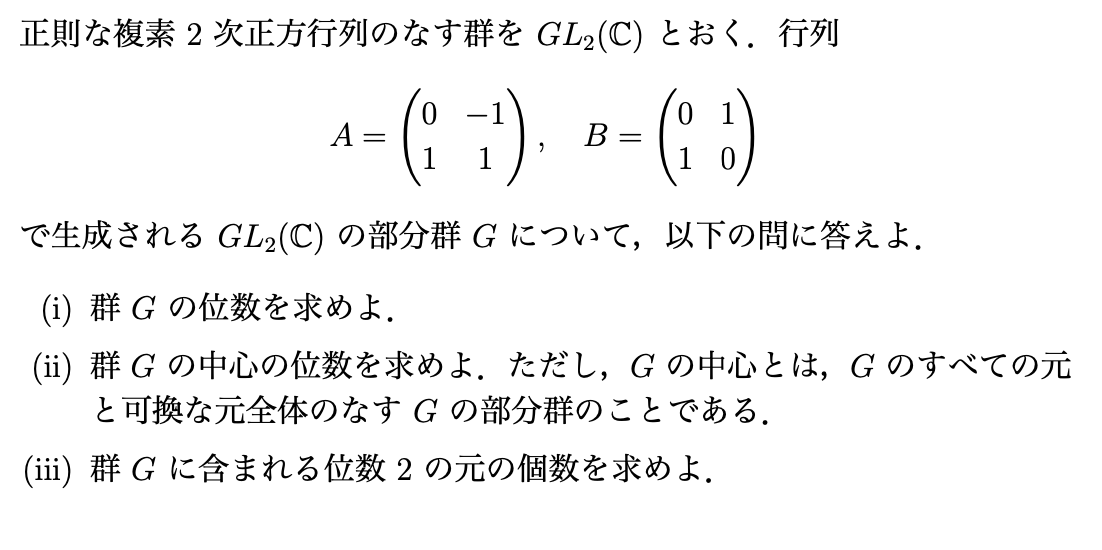 正則な複素 2 次正方行列のなす群を $GL_2(\mathbb{C})$ とおく．行列
$A = \begin{pmatrix} 0 & -1 \\ 1 & 1 \end{pmatrix}, \quad B = \begin{pmatrix} 0 & 1 \\ 1 & 0 \end{pmatrix}$
で生成される $GL_2(\mathbb{C})$ の部分群 $G$ について，以下の問に答えよ．
(i) 群 $G$ の位数を求めよ．
(ii) 群 $G$ の中心の位数を求めよ．ただし，$G$ の中心とは，$G$ のすべての元
と可換な元全体のなす $G$ の部分群のことである．
(iii) 群 $G$ に含まれる位数 2 の元の個数を求めよ．